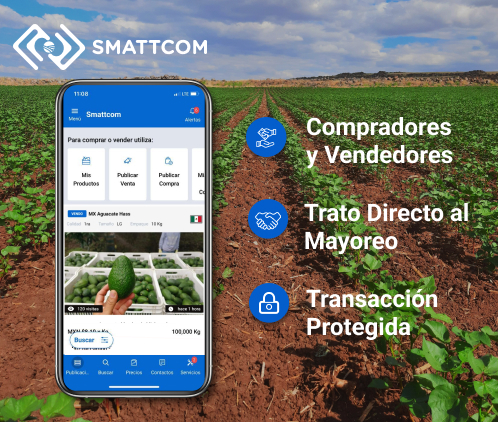 SMATTCOM
11:08
LTE
Menú
Smattcom
Alertas
Para comprar o vender utiliza:
Mis
Productos
Publicar
Venta
Publicar
Compra
VENDO MX Aguacate Hass
Calidad 1ra Tamaño LG Empaque 10 Kg
120 visitas
hace 1 hora
100,000 Kg
Buscar
Publicaci... Buscar Precios Contactos Servicios
Compradores
y Vendedores
Trato Directo al
Mayoreo
Transacción
Protegida